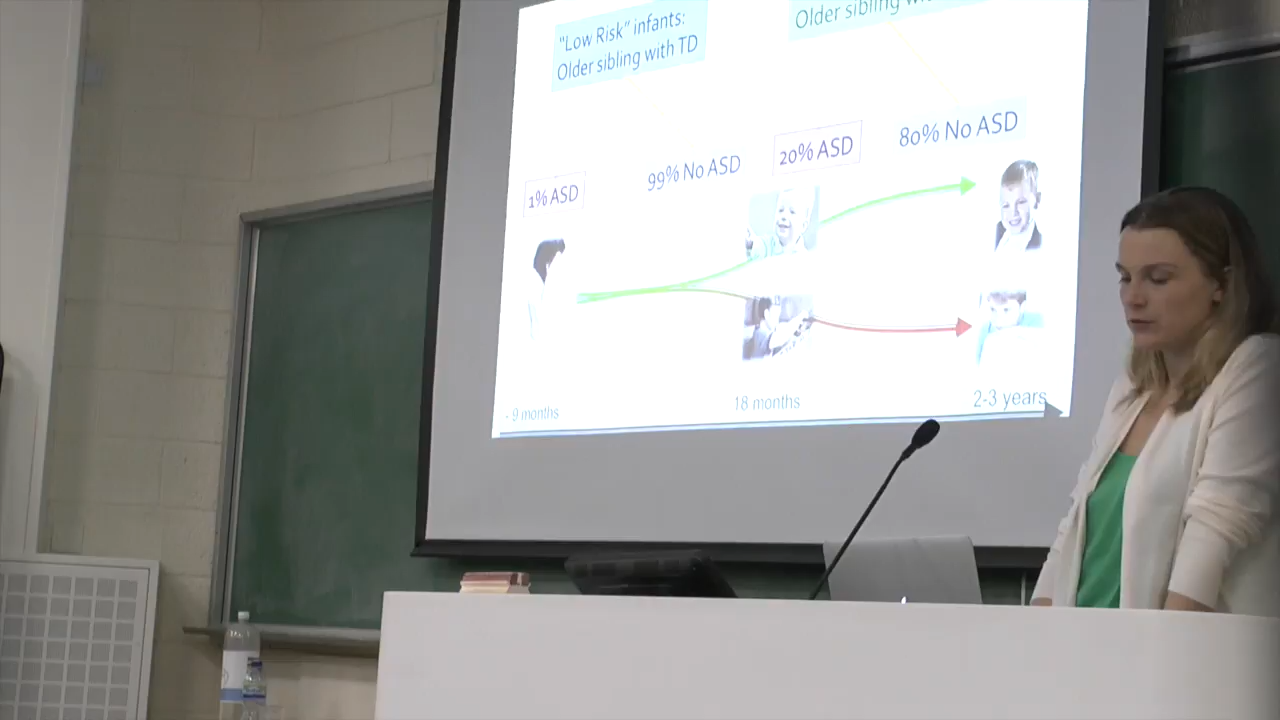 "Low Risk" infants:
Older sibling with TD
Older sibling
1% ASD
99% No ASD
20% ASD
80% No ASD
- 9 months
18 months
2-3 years